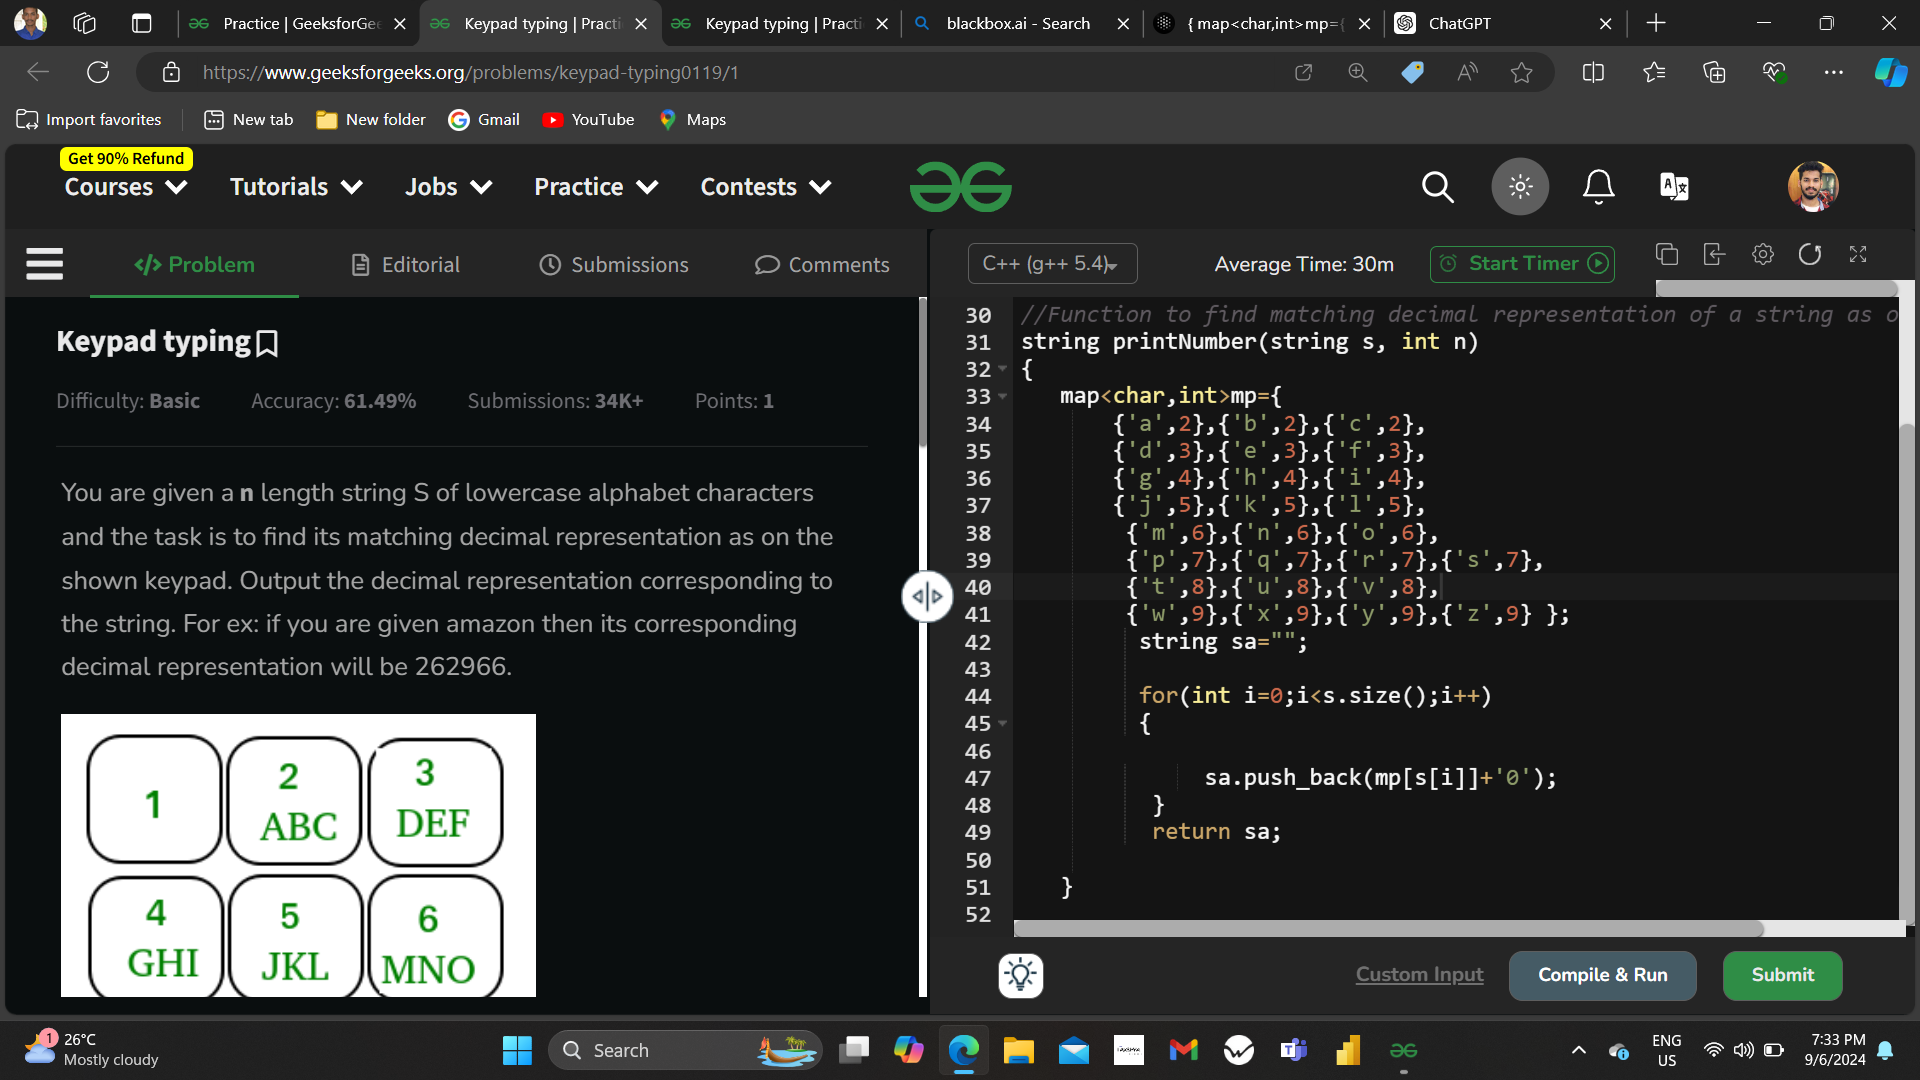 Practice | GeeksforGee
Keypad typing | Practi
Keypad typing | Practi
blackbox.ai - Search
{ map<char,int>mp={
ChatGPT
https://www.geeksforgeeks.org/problems/keypad-typing0119/1
Import favorites
New tab
New folder
Gmail
YouTube
Maps
Get 90% Refund
Courses
Tutorials
Jobs
Practice
Contests
</> Problem
Editorial
Submissions
Comments
C++ (g++ 5.4)
Average Time: 30m
Start Timer
Keypad typing
Difficulty: Basic
Accuracy: 61.49%
Submissions: 34K+
Points: 1
You are given a n length string S of lowercase alphabet characters
and the task is to find its matching decimal representation as on the
shown keypad. Output the decimal representation corresponding to
the string. For ex: if you are given amazon then its corresponding
decimal representation will be 262966.
1
2
ABC
3
DEF
4
GHI
5
JKL
6
MNO
30 //Function to find matching decimal representation of a string as o
31 string printNumber(string s, int n)
32 {
33 map<char,int>mp={
34 {'a',2},{'b',2},{'c',2},
35 {'d',3},{'e',3},{'f',3},
36 {'g',4},{'h',4},{'i',4},
37 {'j',5},{'k',5},{'l',5},
38 {'m',6},{'n',6},{'o',6},
39 {'p',7},{'q',7},{'r',7},{'s',7},
40 {'t',8},{'u',8},{'v',8},
41 {'w',9},{'x',9},{'y',9},{'z',9} };
42 string sa="";
43
44 for(int i=0;i<s.size();i++)
45 {
46
47 sa.push_back(mp[s[i]]+'0');
48 }
49 return sa;
50
51 }
52
Custom Input
Compile & Run
Submit
1
26°C
Mostly cloudy
Search
ENG
US
7:33 PM
9/6/2024